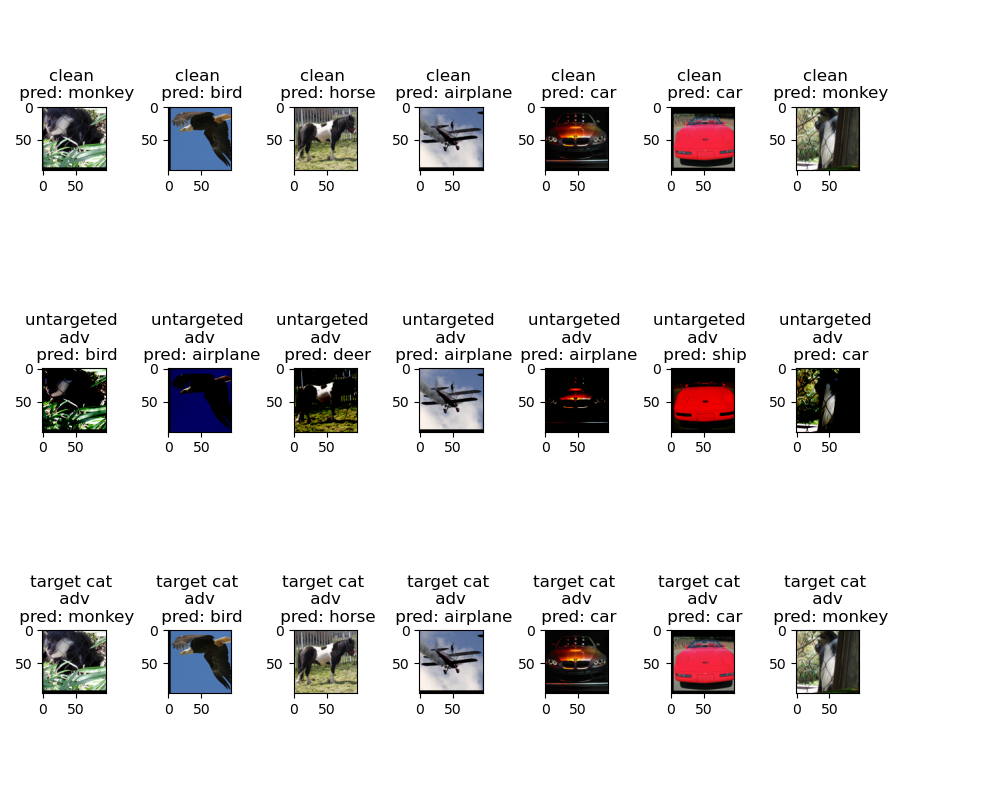 clean clean clean clean clean clean clean
pred: monkey pred: bird pred: horse pred: airplane pred: car pred: car pred: monkey
0 0 0 0 0 0 0
50 50 50 50 50 50 50
0 50 0 50 0 50 0 50 0 50 0 50 0 50
untargeted untargeted untargeted untargeted untargeted untargeted untargeted
adv adv adv adv adv adv adv
pred: bird pred: airplane pred: deer pred: airplane pred: airplane pred: ship pred: car
0 0 0 0 0 0 0
50 50 50 50 50 50 50
0 50 0 50 0 50 0 50 0 50 0 50 0 50
target cat target cat target cat target cat target cat target cat target cat
adv adv adv adv adv adv adv
pred: monkey pred: bird pred: horse pred: airplane pred: car pred: car pred: monkey
0 0 0 0 0 0 0
50 50 50 50 50 50 50
0 50 0 50 0 50 0 50 0 50 0 50 0 50